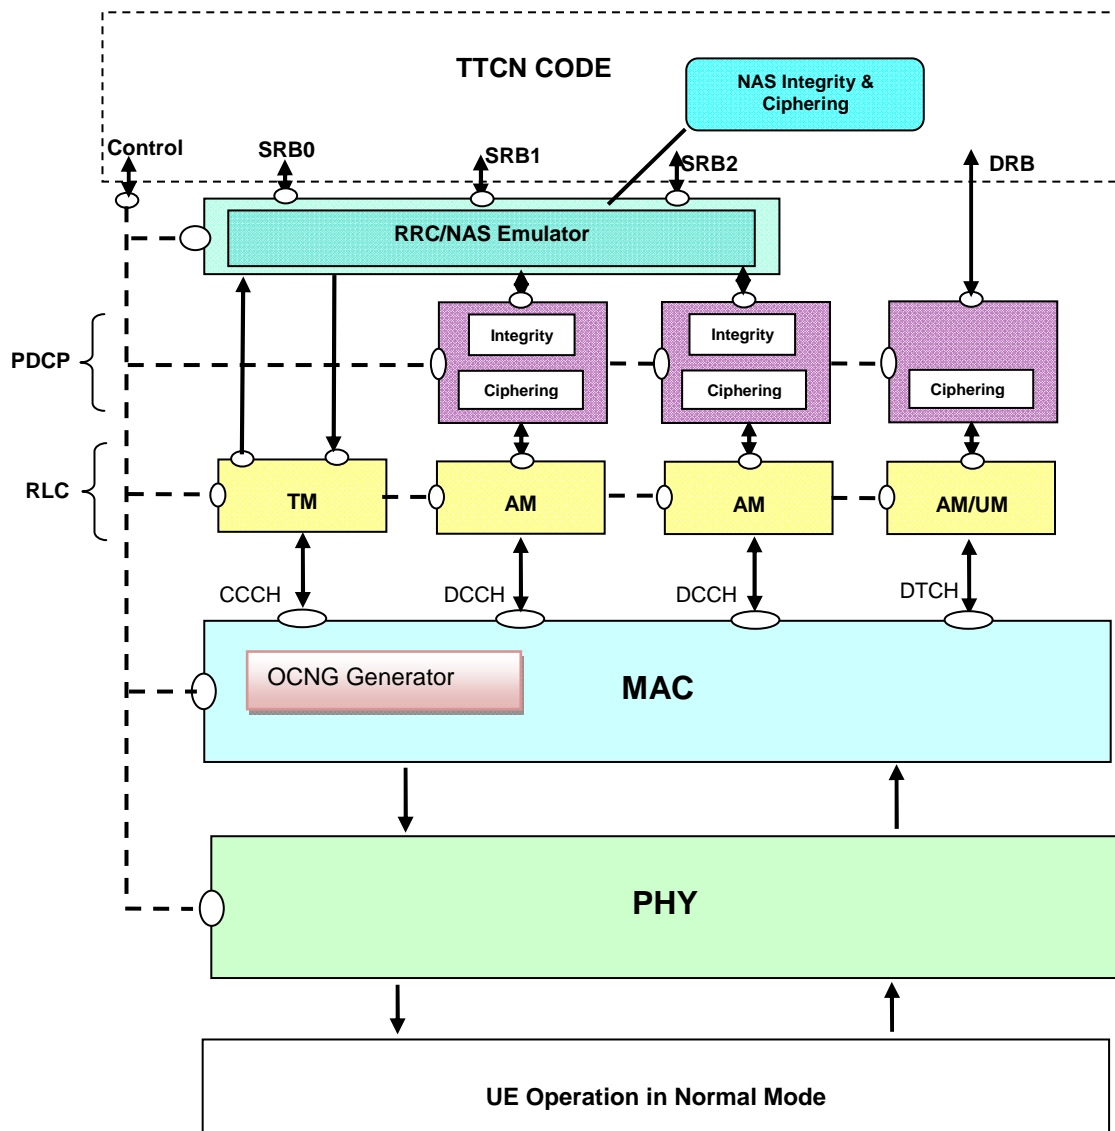 TTCN CODE
NAS Integrity &
Ciphering
Control
SRB0
SRB1
SRB2
DRB
RRC/NAS Emulator
PDCP
Integrity
Ciphering
Integrity
Ciphering
Ciphering
RLC
TM
AM
AM
AM/UM
CCCH
DCCH
DCCH
DTCH
OCNG Generator
MAC
PHY
UE Operation in Normal Mode